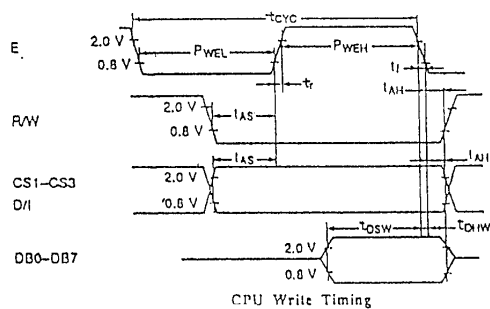 tCYC
E.
2.0 V
PWEL
PWEH
0.8 V
tf
tr
tAH
R/W
2.0 V
tAS
0.8 V
tAS
tAH
CS1-CS3
2.0 V
D/I
0.8 V
tDSW
tDHW
DB0-DB7
2.0 V
0.8 V
CPU Write Timing